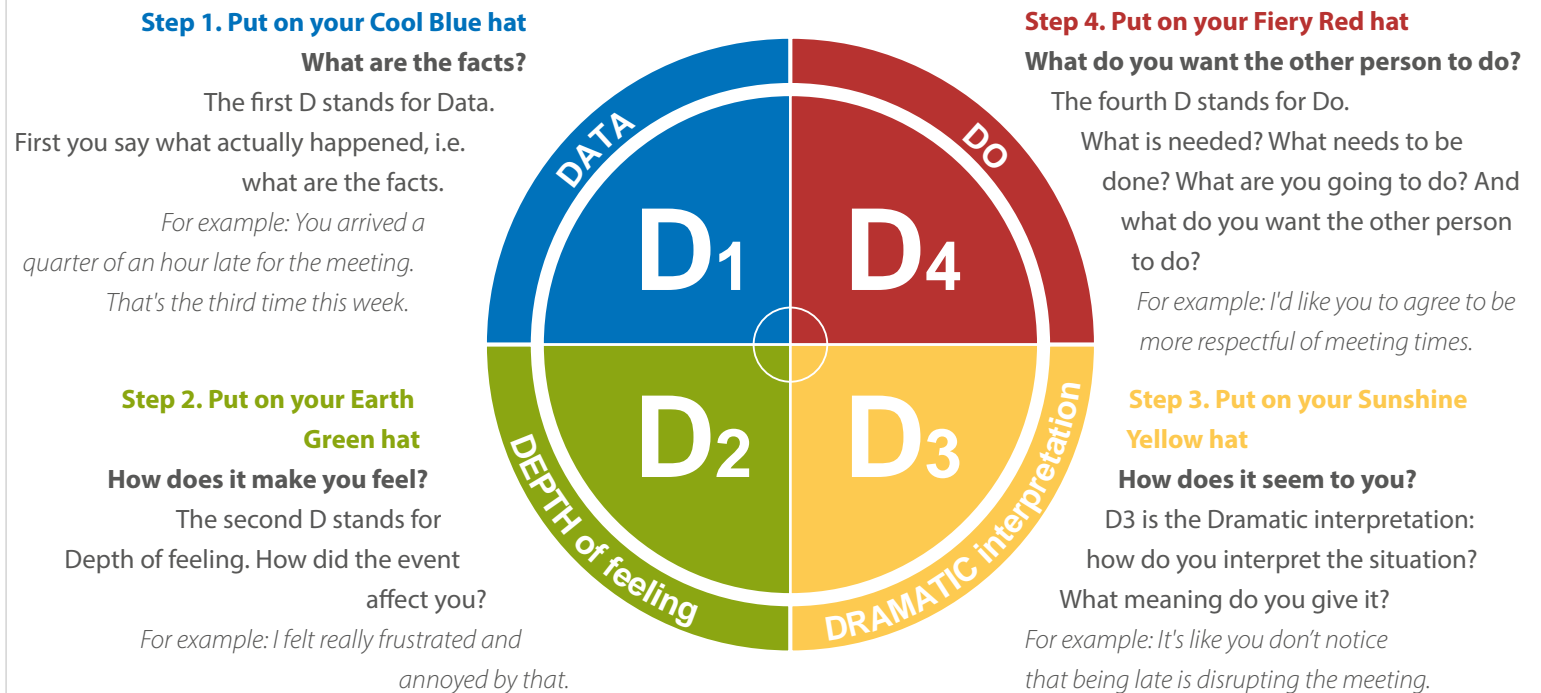 Step 1. Put on your Cool Blue hat
What are the facts?
The first D stands for Data.
First you say what actually happened, i.e.
what are the facts.
For example: You arrived a
quarter of an hour late for the meeting.
That's the third time this week.
Step 2. Put on your Earth
Green hat
How does it make you feel?
The second D stands for
Depth of feeling. How did the event
affect you?
For example: I felt really frustrated and
annoyed by that.
DATA
D1
DO
D4
DEPTH of feeling
D2
DRAMATIC interpretation
D3
Step 4. Put on your Fiery Red hat
What do you want the other person to do?
The fourth D stands for Do.
What is needed? What needs to be
done? What are you going to do? And
what do you want the other person
to do?
For example: I'd like you to agree to be
more respectful of meeting times.
Step 3. Put on your Sunshine
Yellow hat
How does it seem to you?
D3 is the Dramatic interpretation:
how do you interpret the situation?
What meaning do you give it?
For example: It's like you don’t notice
that being late is disrupting the meeting.